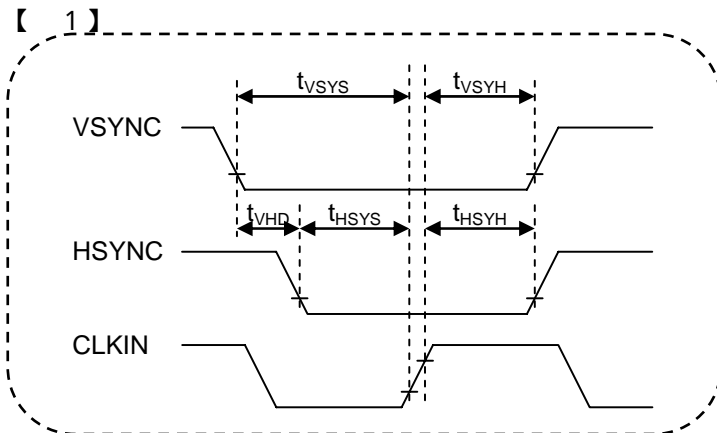 【 1 】
tVSYS tVSYH
VSYNC
tVHD tHSYS tHSYH
HSYNC
CLKIN